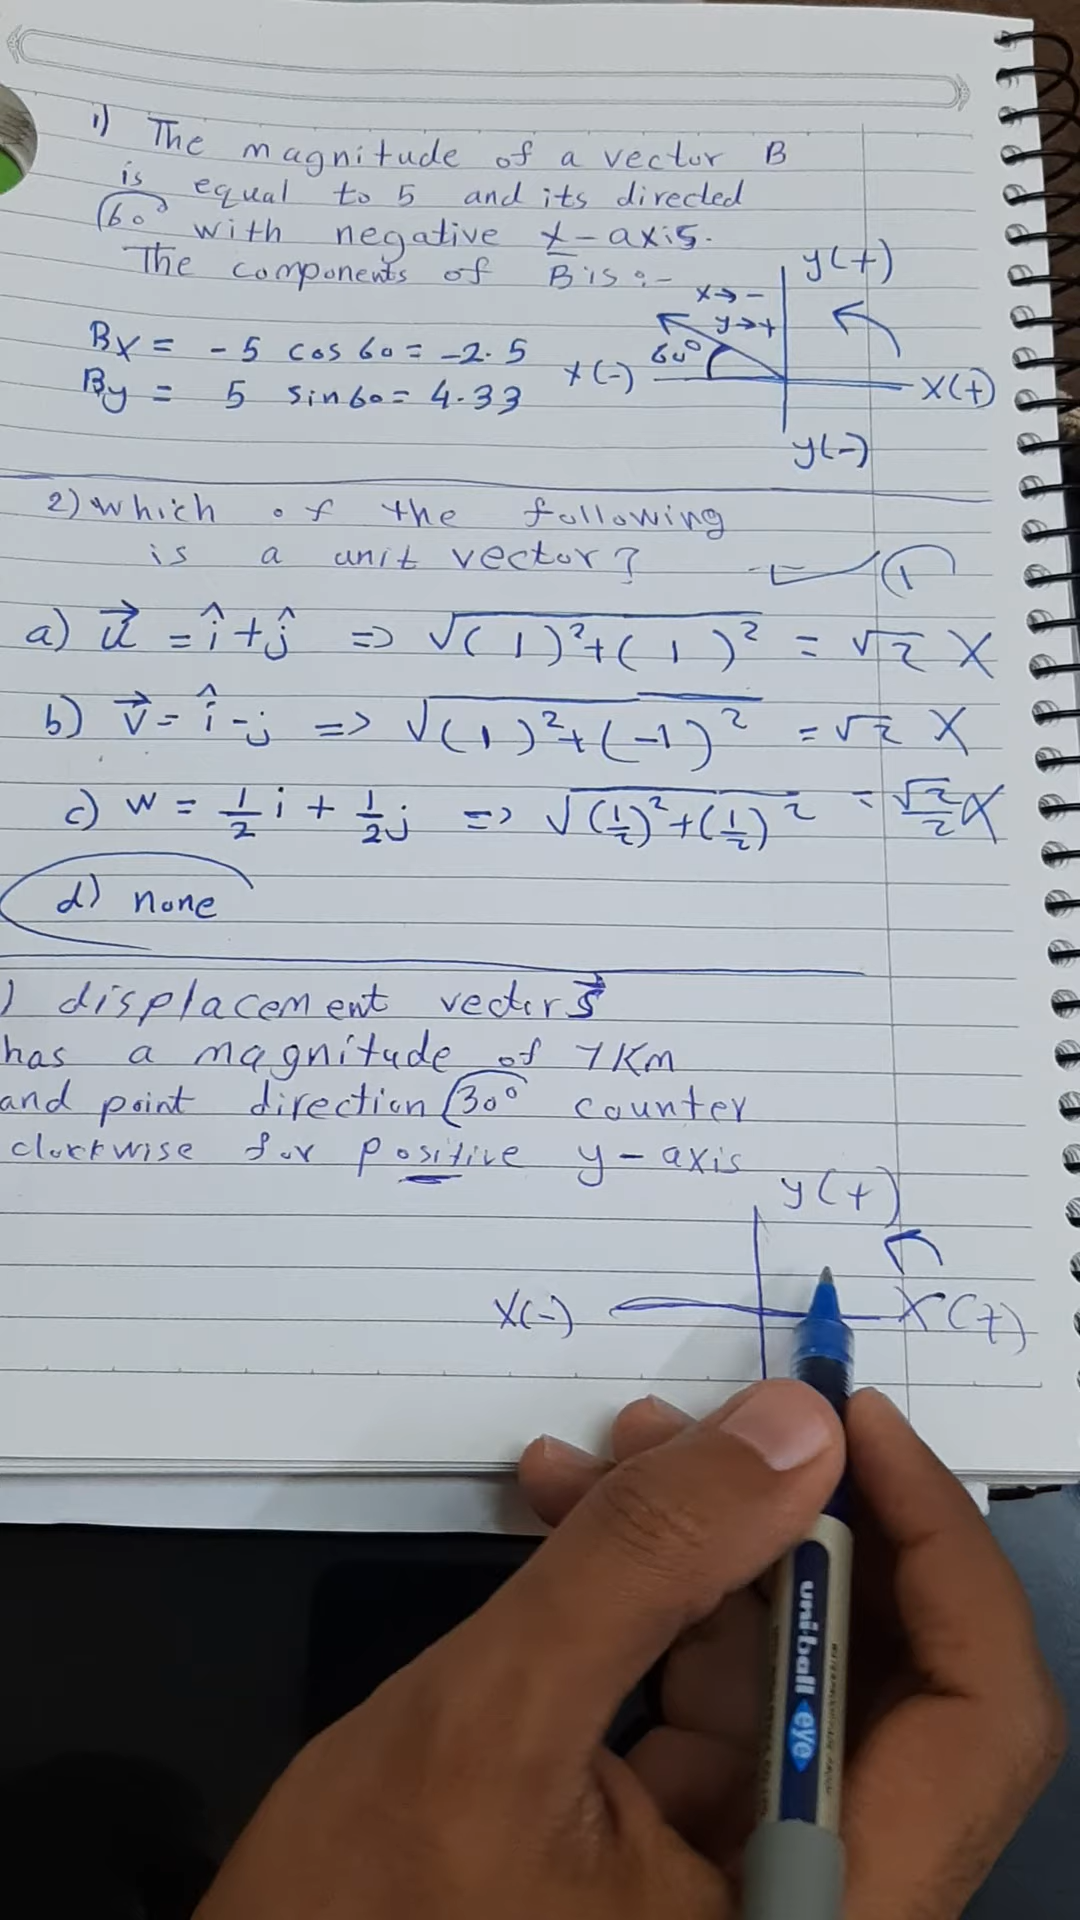 1) The magnitude of a vector B
is equal to 5 and its directed
60° with negative x-axis.
The components of B is :-
y(+)
x→-
y→+
Bx = -5 cos 60 = -2.5
60°
x(-)
x(+)
By = 5 sin 60 = 4.33
y(-)
2) which of the following
is a unit vector?
1
a) u⃗ = î + ĵ => √(1)²+(1)² = √2 X
b) v⃗ = î - j => √(1)²+(-1)² = √2 X
c) w = 1/2 i + 1/2 j => √(1/2)²+(1/2)² = √2/2 X
d) none
) displacement vector S⃗
has a magnitude of 7 Km
and point direction 30° counter
clockwise for positive y-axis
y(+)
x(-)
X(+)
uniball eye